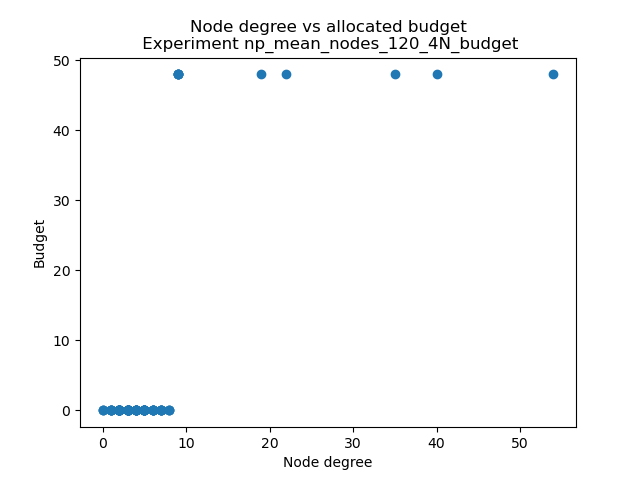 Node degree vs allocated budget
Experiment np_mean_nodes_120_4N_budget
50
40
30
20
10
0
Budget
0 10 20 30 40 50
Node degree